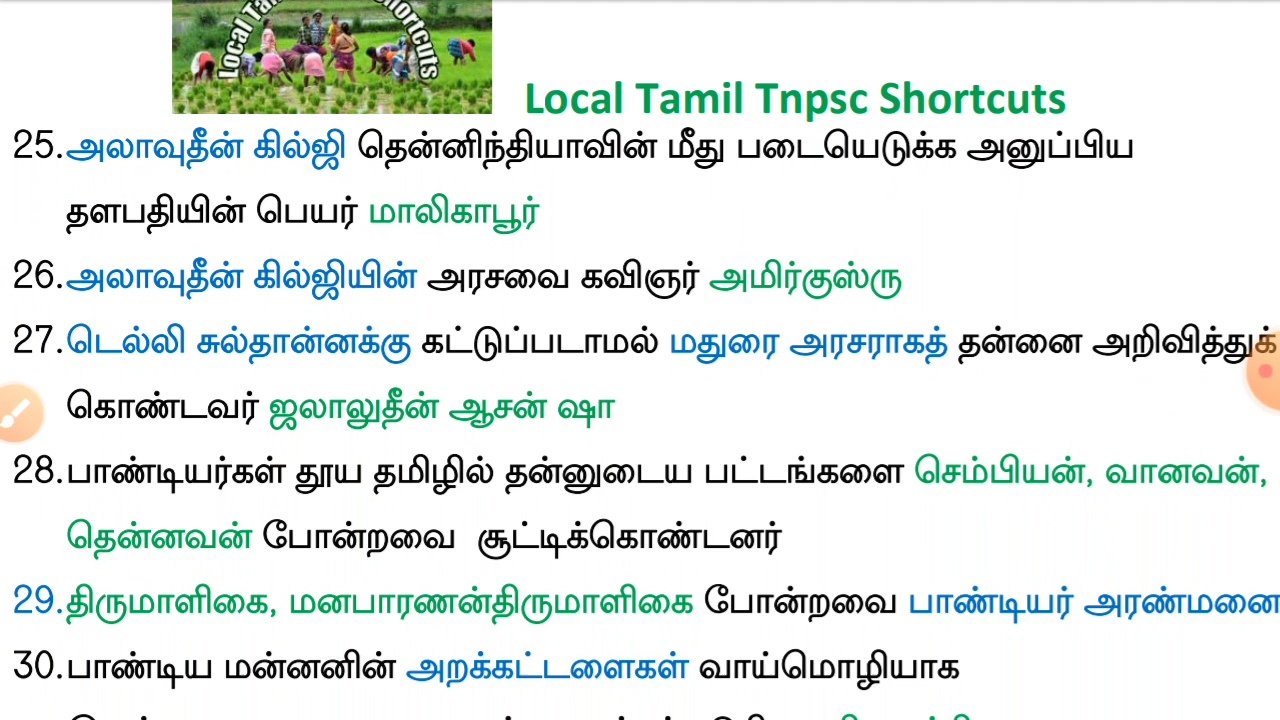 Local Tamil Shortcuts
Local Tamil Tnpsc Shortcuts
25.அலாவுதீன் கில்ஜி தென்னிந்தியாவின் மீது படையெடுக்க அனுப்பிய
தளபதியின் பெயர் மாலிகாபூர்
26.அலாவுதீன் கில்ஜியின் அரசவை கவிஞர் அமிர்குஸ்ரு
27.டெல்லி சுல்தான்னக்கு கட்டுப்படாமல் மதுரை அரசராகத் தன்னை அறிவித்துக்
கொண்டவர் ஜலாலுதீன் ஆசன் ஷா
28.பாண்டியர்கள் தூய தமிழில் தன்னுடைய பட்டங்களை செம்பியன், வானவன்,
தென்னவன் போன்றவை சூட்டிக்கொண்டனர்
29.திருமாளிகை, மனபாரணன்திருமாளிகை போன்றவை பாண்டியர் அரண்மனை
30.பாண்டிய மன்னனின் அறக்கட்டளைகள் வாய்மொழியாக